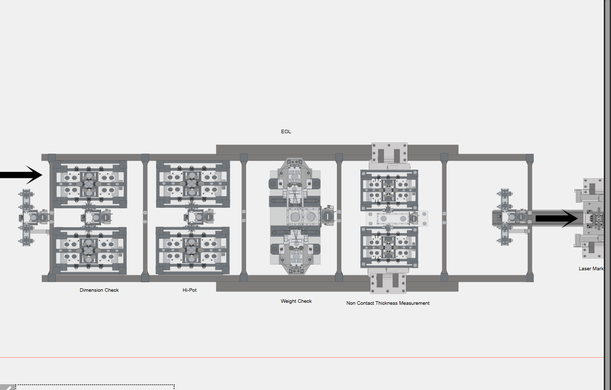 EOL
Dimension Check
Hi-Pot
Weight Check
Non Contact Thickness Measurement
Laser Mark